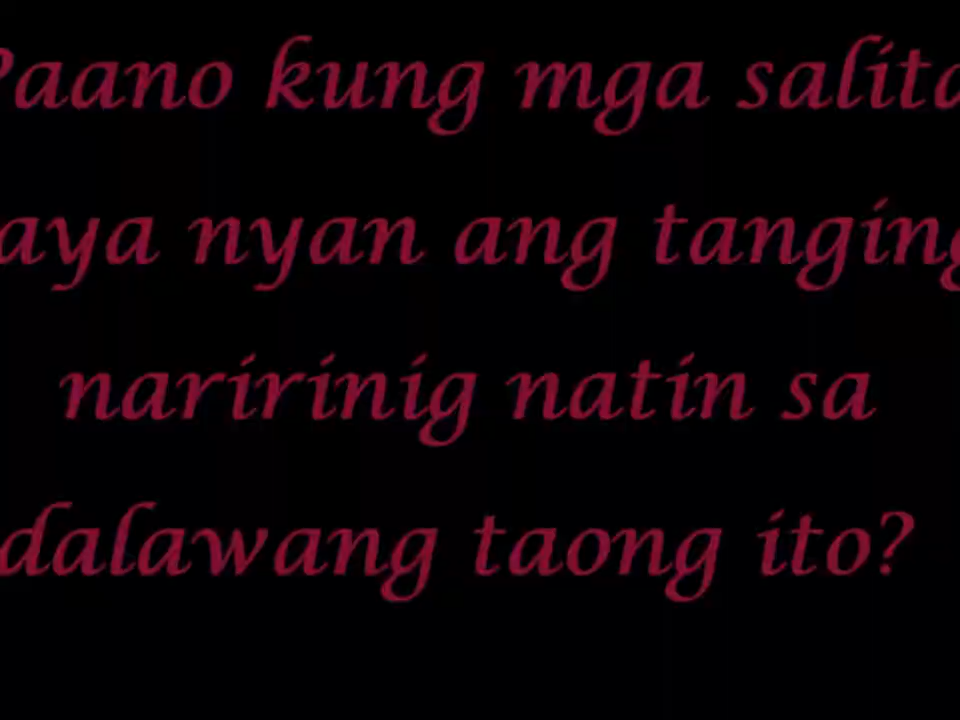 Paano kung mga salita
aya nyan ang tanging
naririnig natin sa
dalawang taong ito?